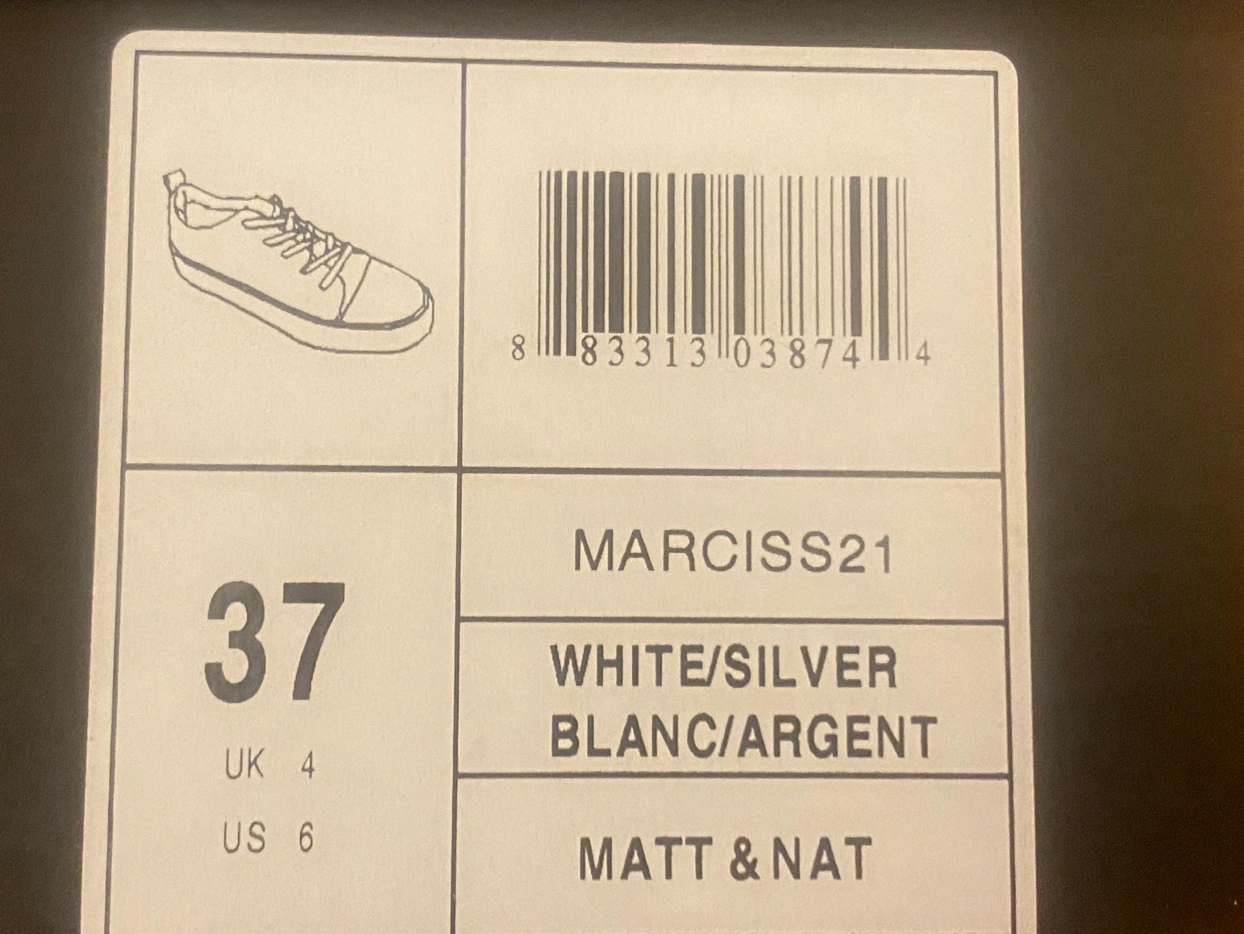 8 83313 03874 4
37
UK 4
US 6
MARCISS21
WHITE/SILVER
BLANC/ARGENT
MATT & NAT